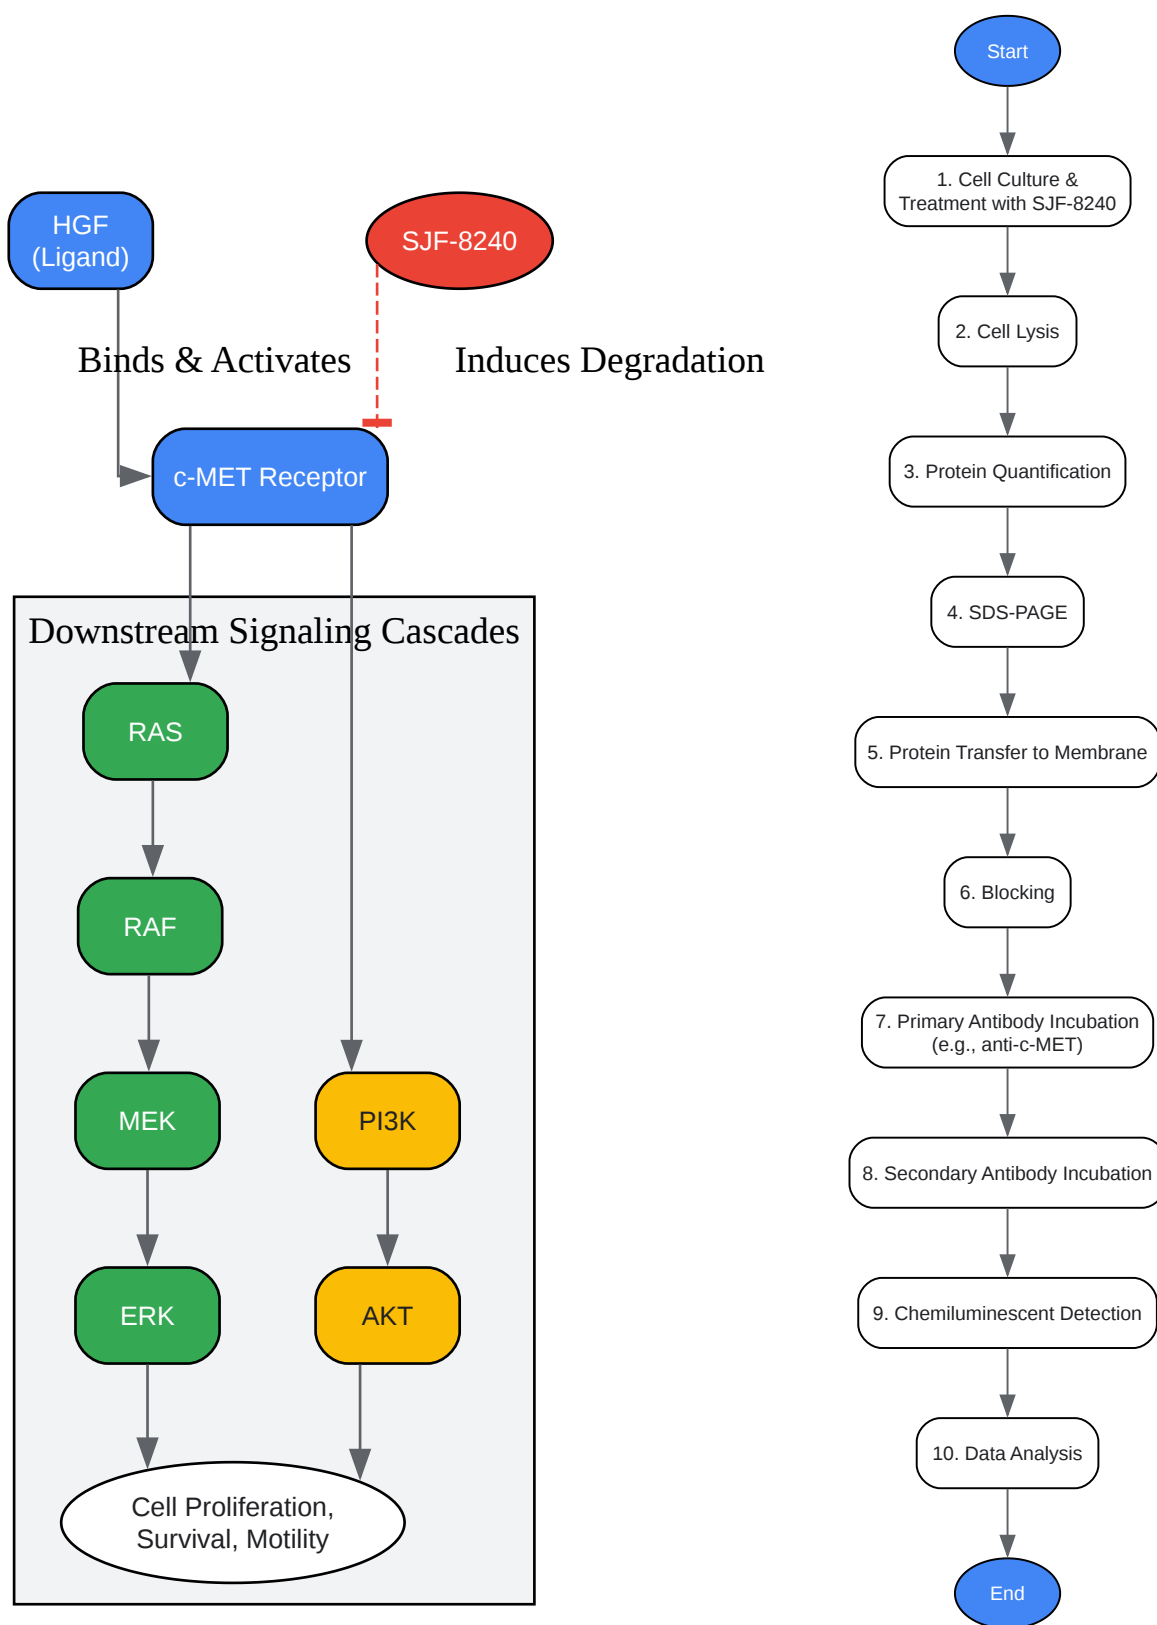 HGF
(Ligand)
SJF-8240
Binds & Activates
Induces Degradation
c-MET Receptor
Downstream Signaling Cascades
RAS
RAF
MEK
PI3K
ERK
AKT
Cell Proliferation,
Survival, Motility
Start
1. Cell Culture &
Treatment with SJF-8240
2. Cell Lysis
3. Protein Quantification
4. SDS-PAGE
5. Protein Transfer to Membrane
6. Blocking
7. Primary Antibody Incubation
(e.g., anti-c-MET)
8. Secondary Antibody Incubation
9. Chemiluminescent Detection
10. Data Analysis
End